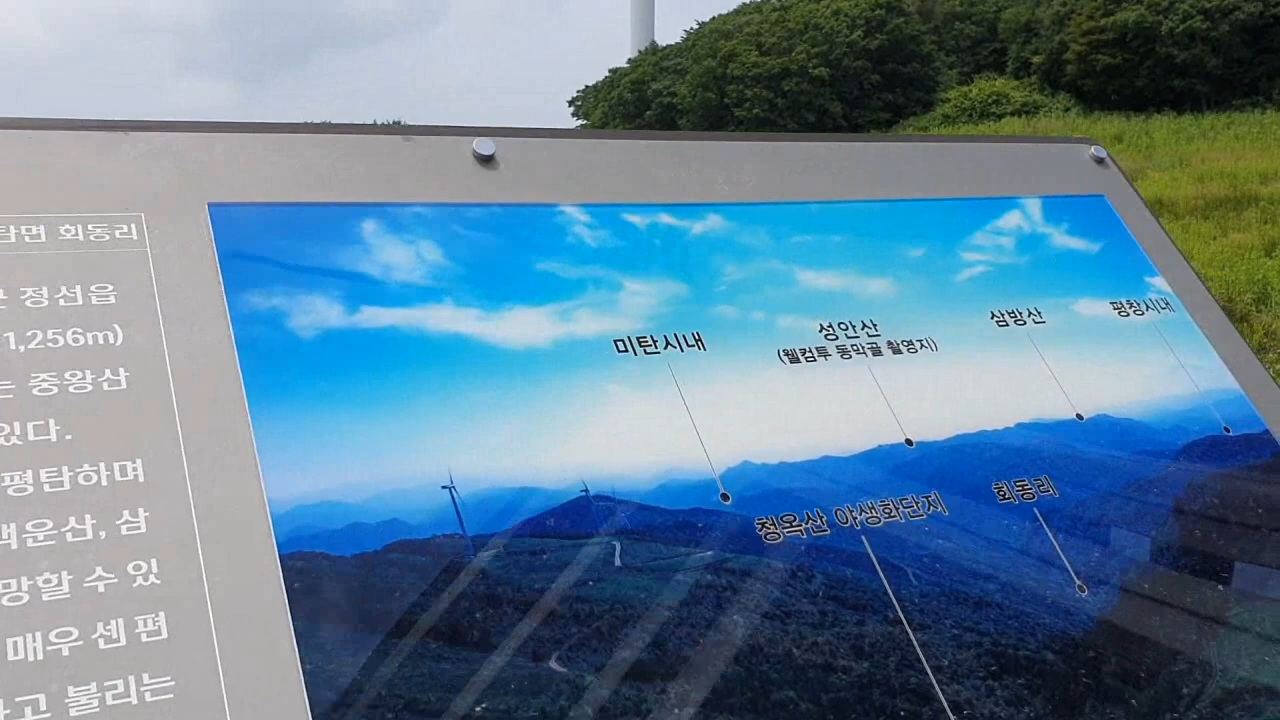 탄면 회동리
정선읍
1,256m)
는 중왕산
있다.
평탄하며
백운산, 삼
망할 수 있
매우 센 편
고 불리는
미탄시내
성안산
(웰컴투 동막골 촬영지)
삼방산
평창시내
청옥산 야생화단지
회동리